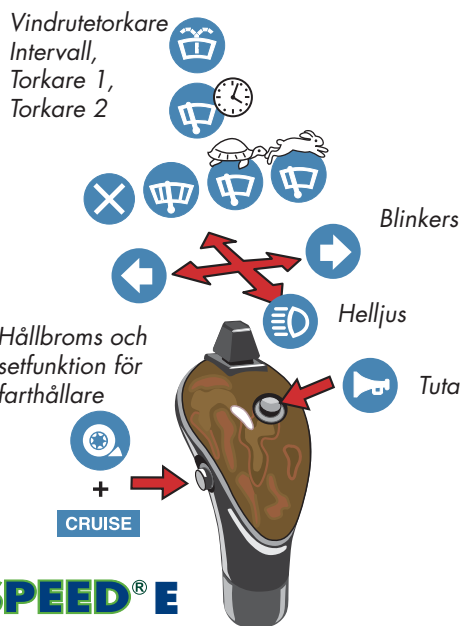 Vindrutetorkare
Intervall,
Torkare 1,
Torkare 2
Blinkers
Helljus
Hållbroms och
setfunktion för
farthållare
Tuta
+
CRUISE
SPEED® E